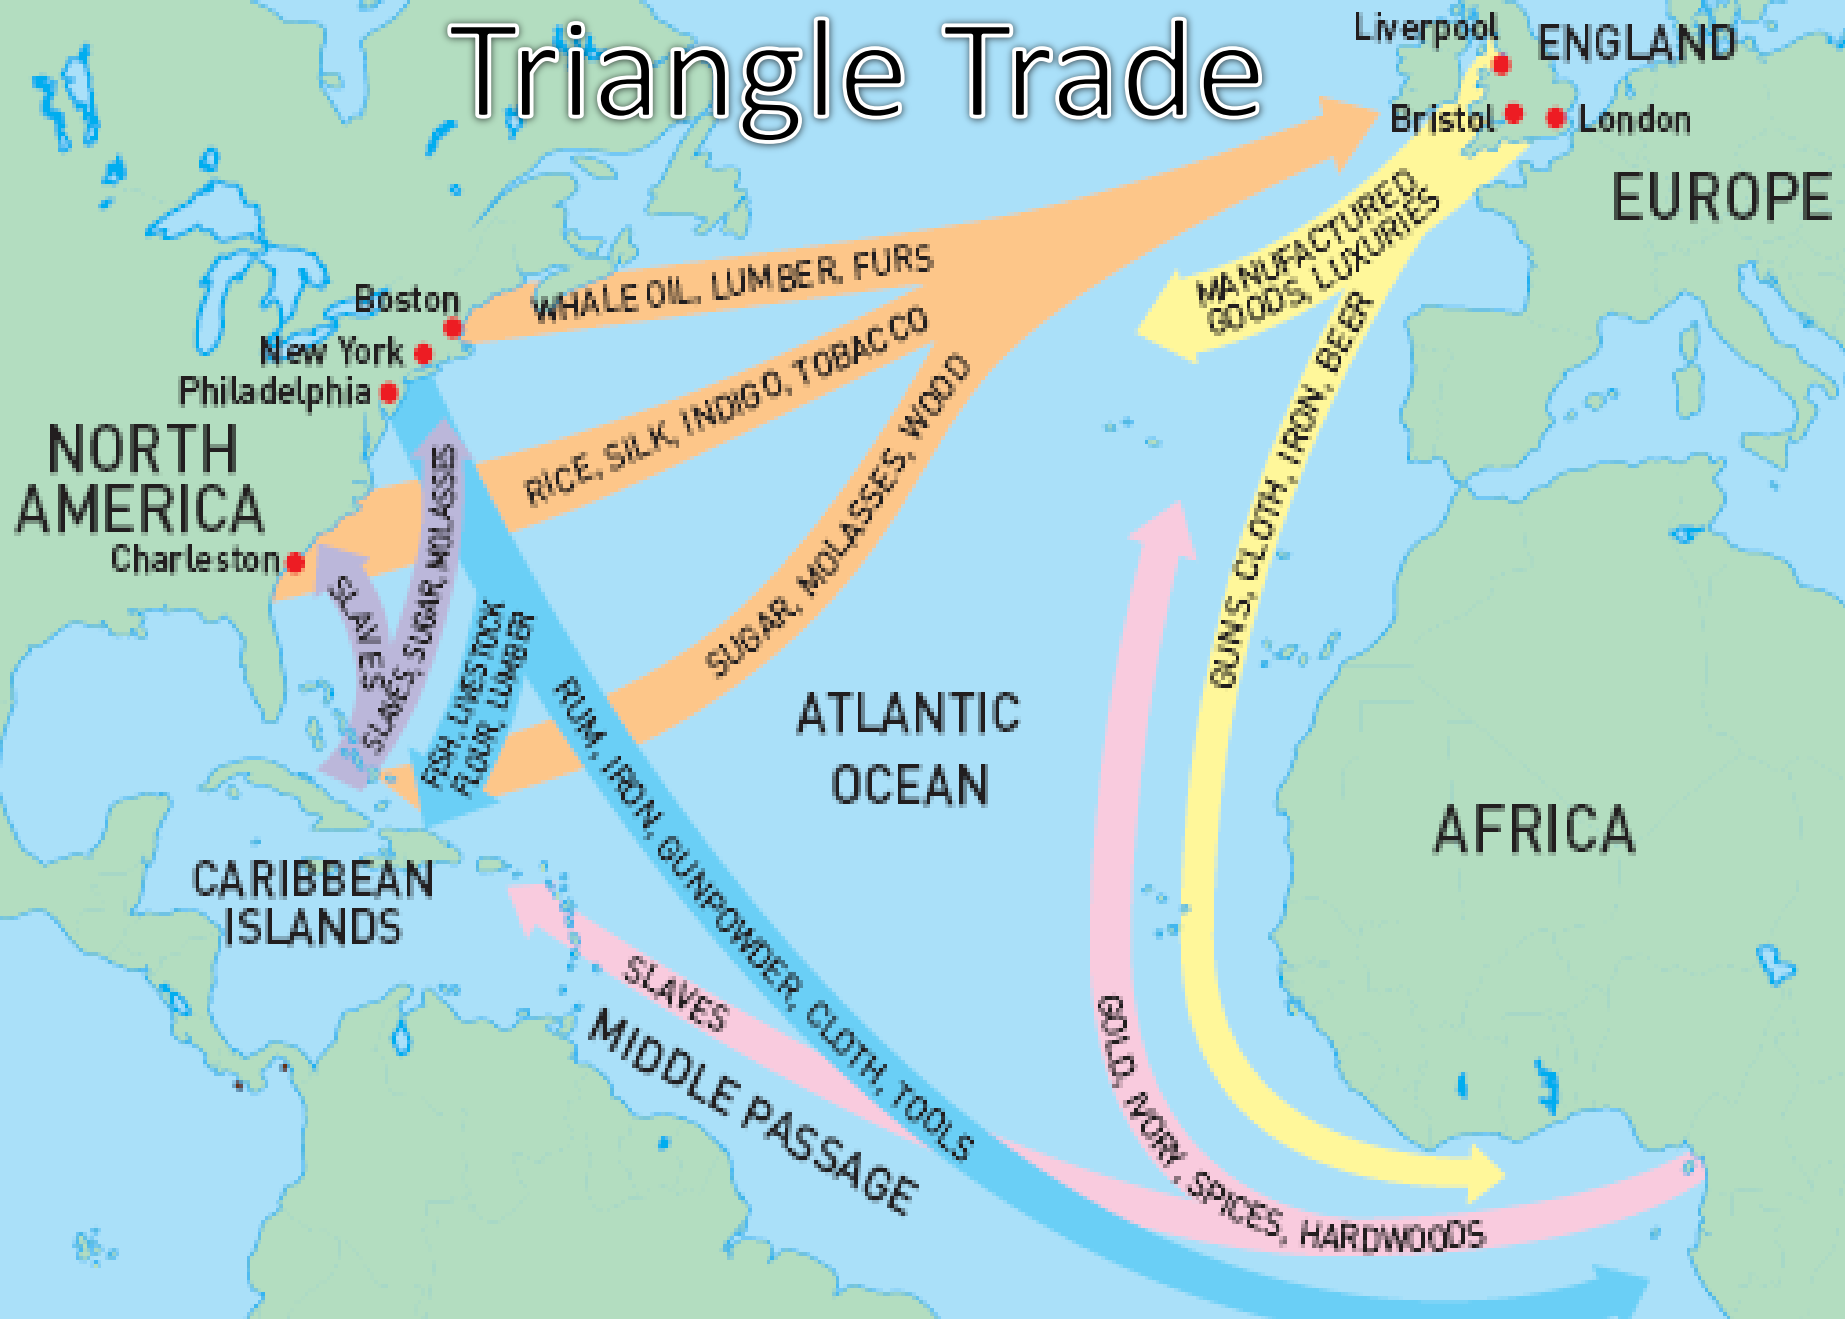 Triangle Trade
Liverpool
ENGLAND
Bristol
London
EUROPE
MANUFACTURED
GOODS, LUXURIES
WHALE OIL, LUMBER, FURS
Boston
New York
Philadelphia
RICE, SILK, INDIGO, TOBACCO
GUNS, CLOTH, IRON, BEER
NORTH
AMERICA
Charleston
SLAVES
SLAVES, SUGAR, MOLASSES
FISH, LIVESTOCK
FLOUR, LUMBER
SUGAR, MOLASSES, WOOD
RUM, IRON, GUNPOWDER, CLOTH, TOOLS
ATLANTIC
OCEAN
AFRICA
CARIBBEAN
ISLANDS
SLAVES
MIDDLE PASSAGE
GOLD, IVORY, SPICES, HARDWOODS